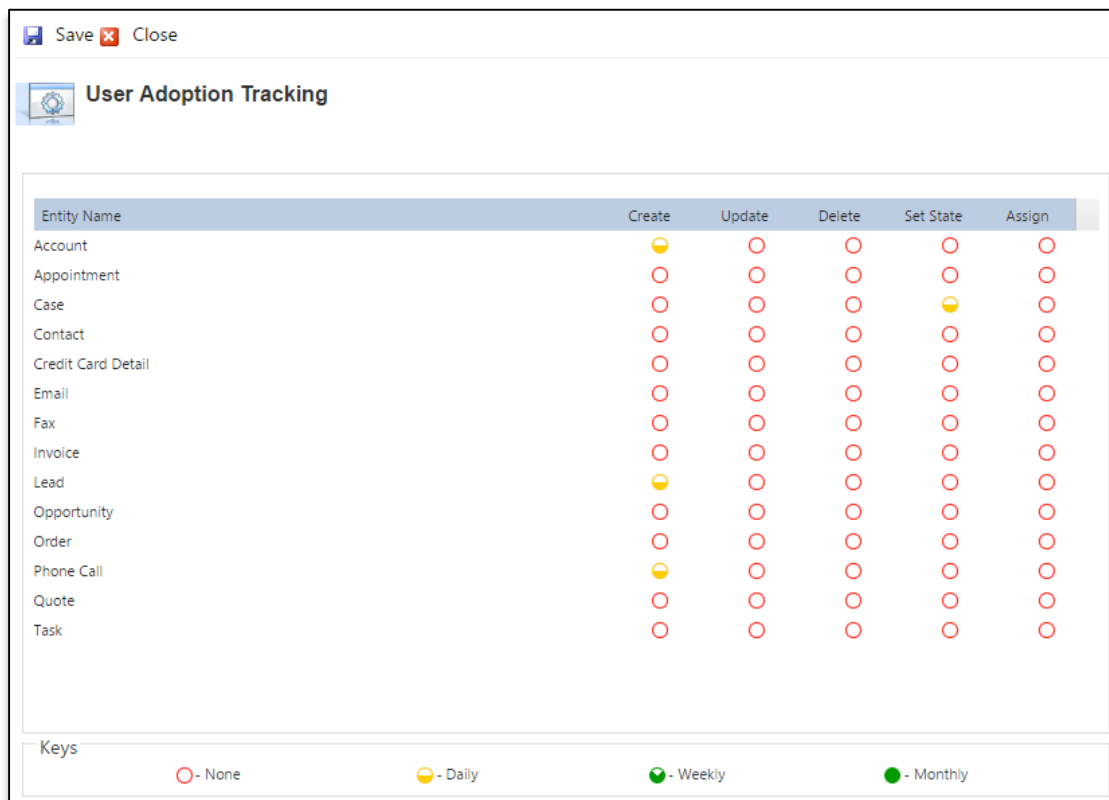 Save Close
User Adoption Tracking
Entity Name Create Update Delete Set State Assign
Account
Appointment
Case
Contact
Credit Card Detail
Email
Fax
Invoice
Lead
Opportunity
Order
Phone Call
Quote
Task
Keys
- None - Daily - Weekly - Monthly